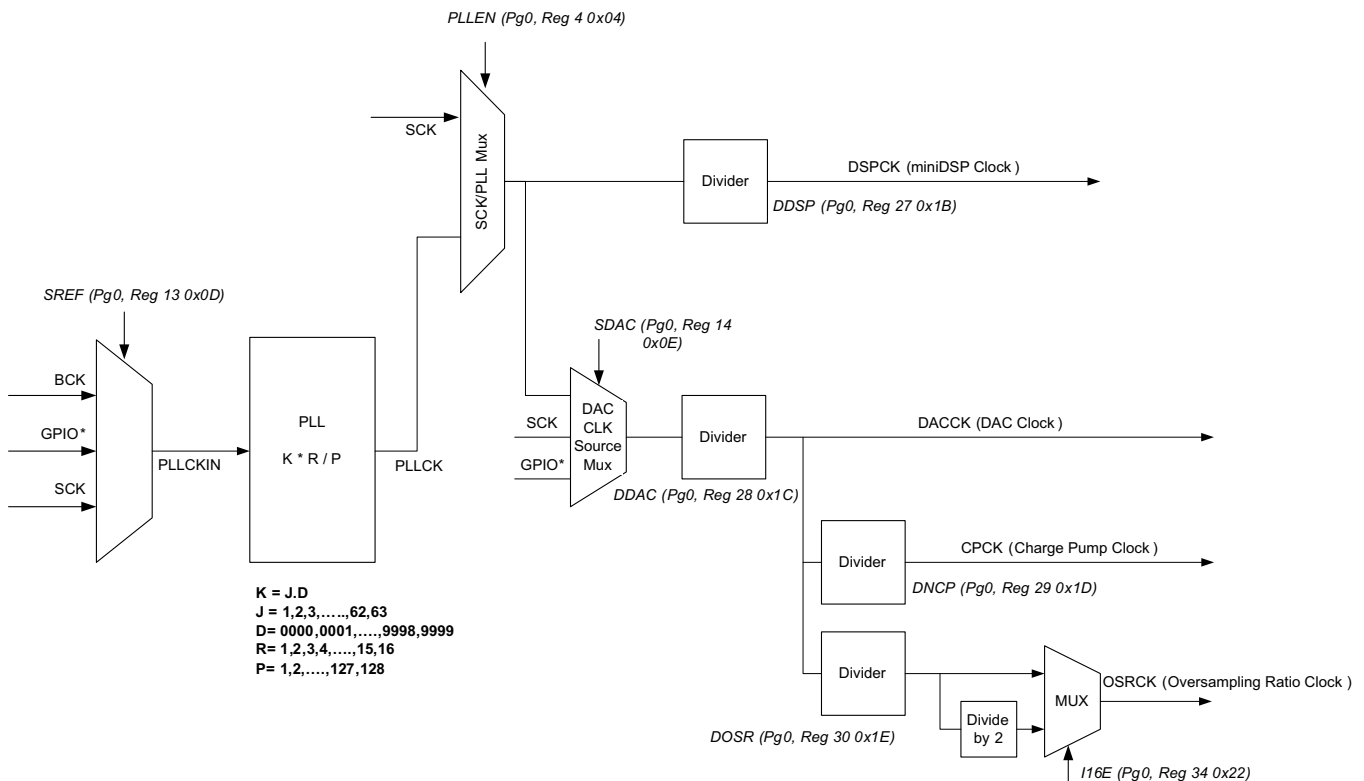 PLLEN (Pg0, Reg 4 0x04)
SCK
SCK/PLL Mux
Divider
DSPCK (miniDSP Clock )
DDSP (Pg0, Reg 27 0x1B)
SREF (Pg0, Reg 13 0x0D)
BCK
GPIO*
SCK
PLLCKIN
PLL
K * R / P
PLLCK
K = J.D
J = 1,2,3,…..,62,63
D= 0000,0001,….,9998,9999
R= 1,2,3,4,….,15,16
P= 1,2,….,127,128
SDAC (Pg0, Reg 14
0x0E)
SCK
GPIO*
DAC
CLK
Source
Mux
Divider
DDAC (Pg0, Reg 28 0x1C)
DACCK (DAC Clock )
Divider
CPCK (Charge Pump Clock )
DNCP (Pg0, Reg 29 0x1D)
Divider
DOSR (Pg0, Reg 30 0x1E)
Divide
by 2
MUX
OSRCK (Oversampling Ratio Clock )
I16E (Pg0, Reg 34 0x22)